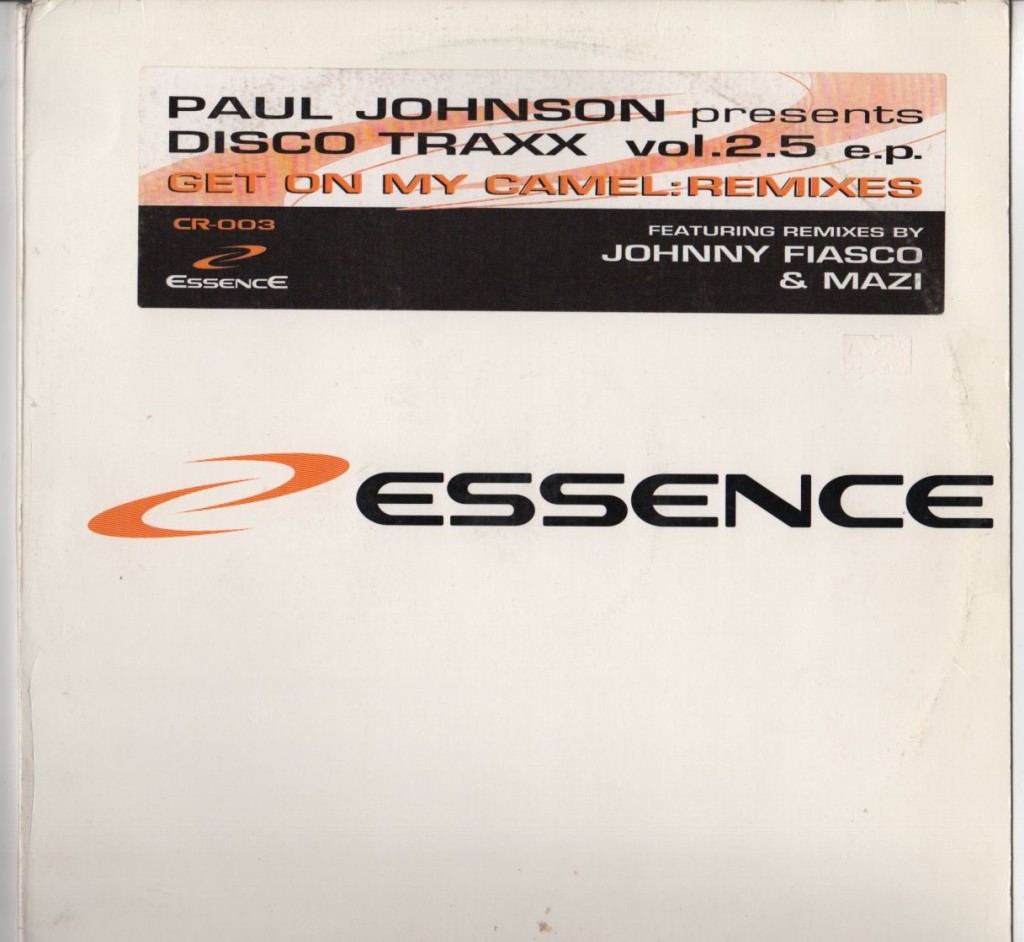 PAUL JOHNSON presents
DISCO TRAXX vol.2.5 e.p.
GET ON MY CAMEL:REMIXES
CR-003
ESSENCE
FEATURING REMIXES BY
JOHNNY FIASCO
& MAZI
ESSENCE